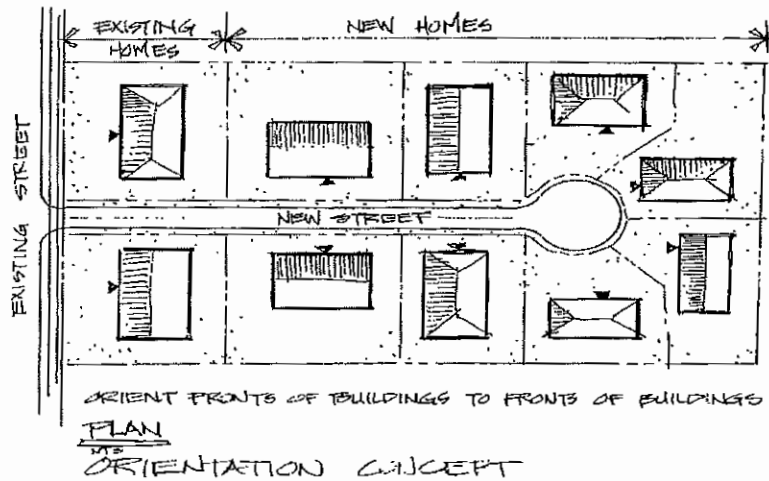 EXISTING HOMES
NEW HOMES
EXISTING STREET
NEW STREET
ORIENT FRONTS OF BUILDINGS TO FRONTS OF BUILDINGS
PLAN
NTS
ORIENTATION CONCEPT